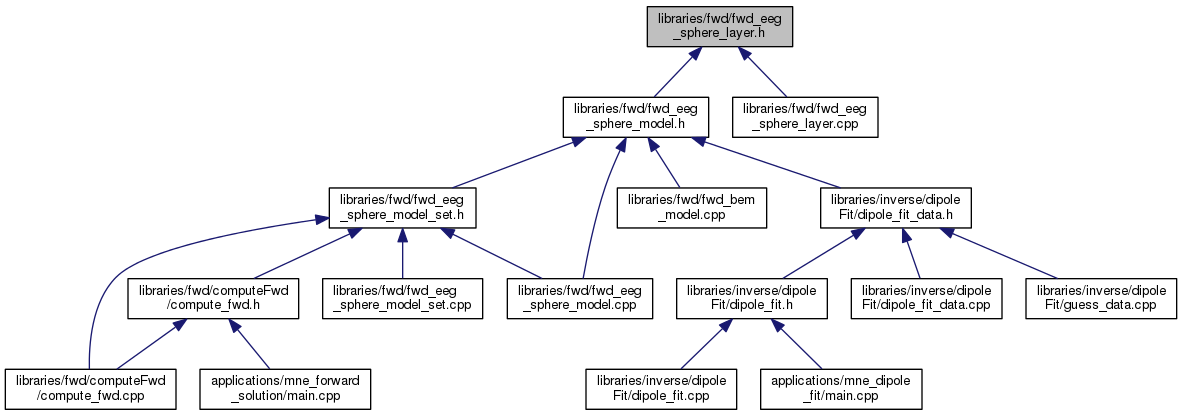 libraries/fwd/fwd_eeg
_sphere_layer.h
libraries/fwd/fwd_eeg
_sphere_model.h
libraries/fwd/fwd_eeg
_sphere_layer.cpp
libraries/fwd/fwd_eeg
_sphere_model_set.h
libraries/fwd/fwd_bem
_model.cpp
libraries/inverse/dipole
Fit/dipole_fit_data.h
libraries/fwd/computeFwd
/compute_fwd.h
libraries/fwd/fwd_eeg
_sphere_model_set.cpp
libraries/fwd/fwd_eeg
_sphere_model.cpp
libraries/inverse/dipole
Fit/dipole_fit.h
libraries/inverse/dipole
Fit/dipole_fit_data.cpp
libraries/inverse/dipole
Fit/guess_data.cpp
libraries/fwd/computeFwd
/compute_fwd.cpp
applications/mne_forward
_solution/main.cpp
libraries/inverse/dipole
Fit/dipole_fit.cpp
applications/mne_dipole
_fit/main.cpp